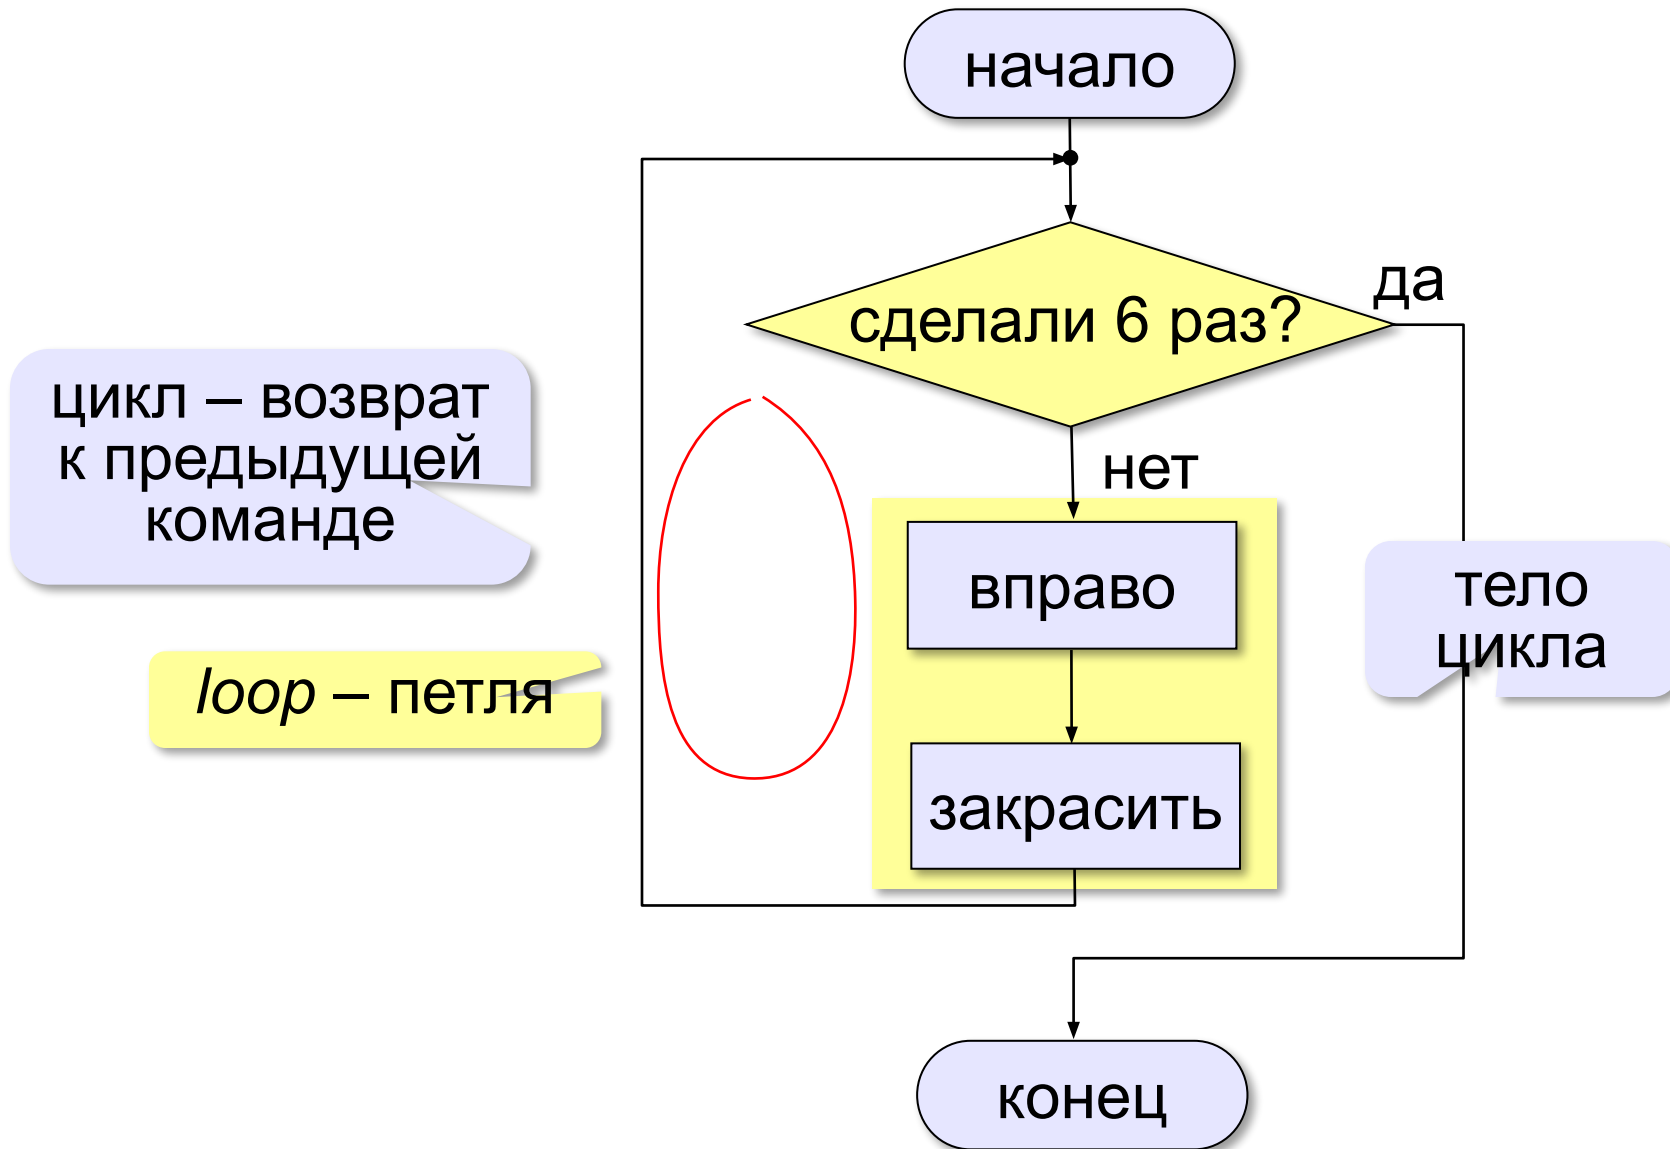 начало
сделали 6 раз?
да
цикл – возврат
к предыдущей
команде
нет
вправо
тело
цикла
loop – петля
закрасить
конец